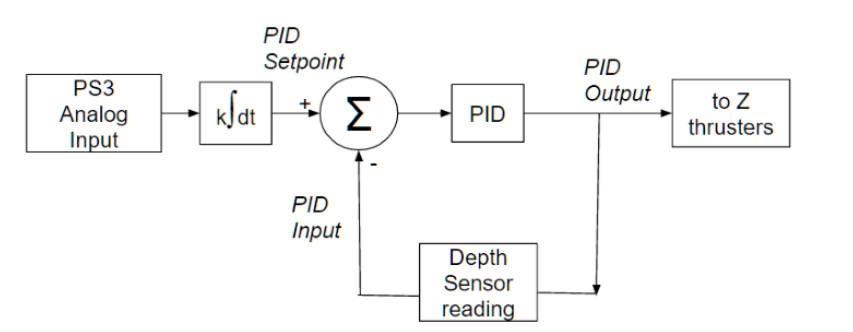 PID
Setpoint
PS3
Analog
Input
k∫dt
+
Σ
-
PID
PID
Output
to Z
thrusters
PID
Input
Depth
Sensor
reading